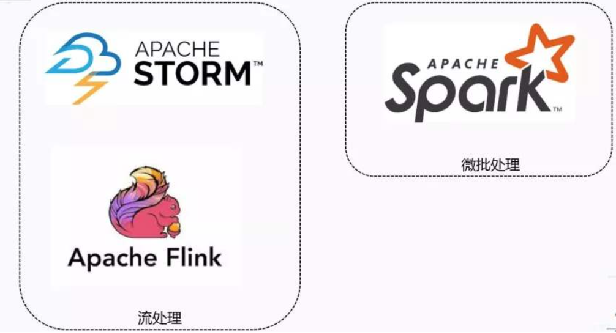 APACHE
STORM™
Apache Flink
流处理
APACHE
Spark™
微批处理